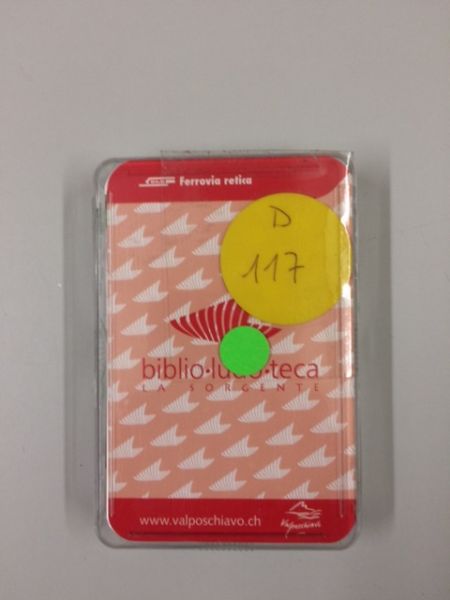 Ferrovia retica
D
117
biblio·ludo·teca
LA SORGENTE
www.valposchiavo.ch
Valposchiavo